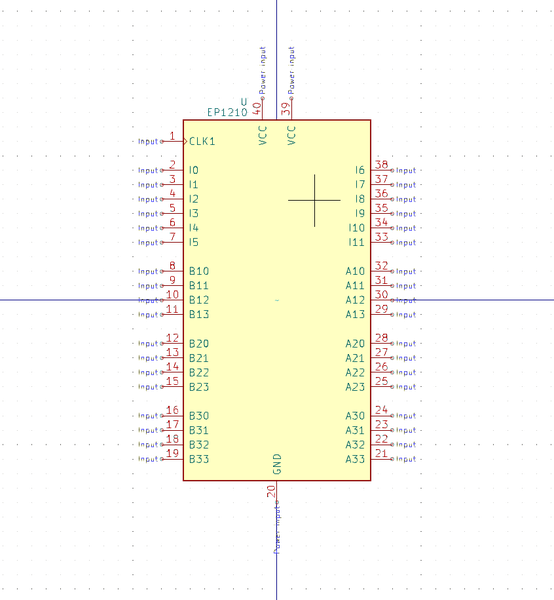 Power input
Power input
U
EP1210
40
39
VCC
VCC
Input 1 CLK1
Input 2 I0 I6 38 Input
Input 3 I1 I7 37 Input
Input 4 I2 I8 36 Input
Input 5 I3 I9 35 Input
Input 6 I4 I10 34 Input
Input 7 I5 I11 33 Input
Input 8 B10 A10 32 Input
Input 9 B11 A11 31 Input
Input 10 B12 A12 30 Input
Input 11 B13 A13 29 Input
Input 12 B20 A20 28 Input
Input 13 B21 A21 27 Input
Input 14 B22 A22 26 Input
Input 15 B23 A23 25 Input
Input 16 B30 A30 24 Input
Input 17 B31 A31 23 Input
Input 18 B32 A32 22 Input
Input 19 B33 A33 21 Input
GND
20
Power input